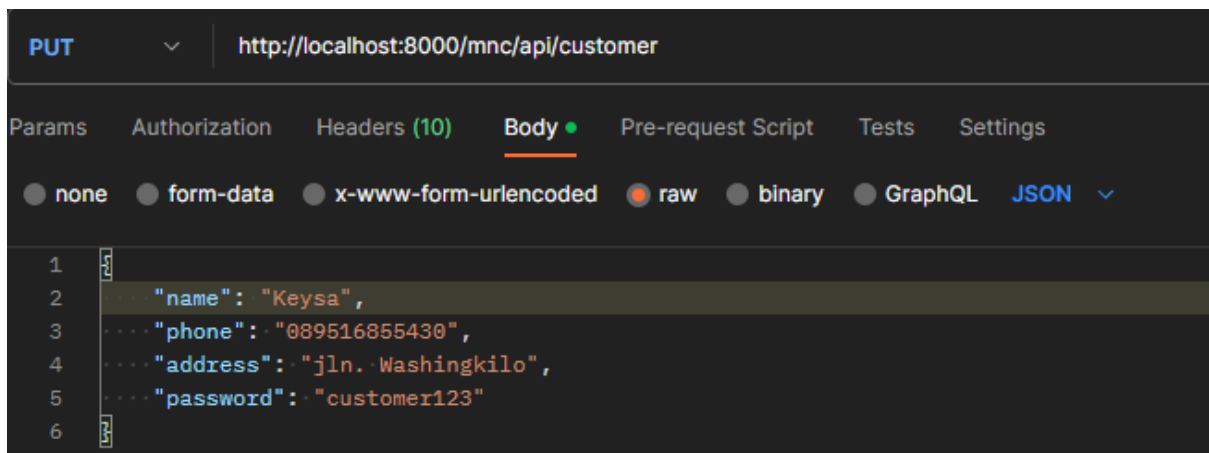 PUT http://localhost:8000/mnc/api/customer
Params Authorization Headers (10) Body Pre-request Script Tests Settings
none form-data x-www-form-urlencoded raw binary GraphQL JSON
1 {
2 "name": "Keysa",
3 "phone": "089516855430",
4 "address": "jln. Washingkilo",
5 "password": "customer123"
6 }